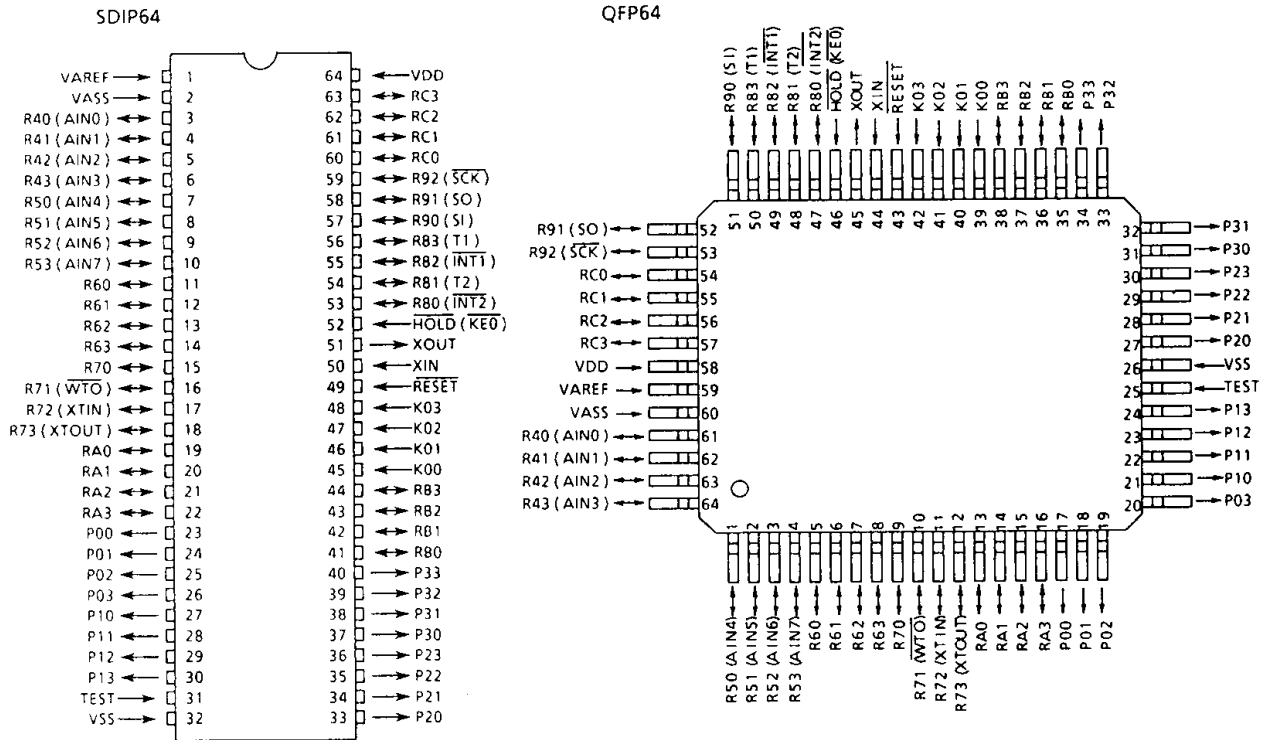 SDIP64
VAREF 1 64 VDD
VASS 2 63 RC3
R40 (AIN0) 3 62 RC2
R41 (AIN1) 4 61 RC1
R42 (AIN2) 5 60 RC0
R43 (AIN3) 6 59 R92 (SCK)
R50 (AIN4) 7 58 R91 (SO)
R51 (AIN5) 8 57 R90 (SI)
R52 (AIN6) 9 56 R83 (T1)
R53 (AIN7) 10 55 R82 (INT1)
R60 11 54 R81 (T2)
R61 12 53 R80 (INT2)
R62 13 52 HOLD (KE0)
R63 14 51 XOUT
R70 15 50 XIN
R71 (WTO) 16 49 RESET
R72 (XTIN) 17 48 K03
R73 (XTOUT) 18 47 K02
RA0 19 46 K01
RA1 20 45 K00
RA2 21 44 RB3
RA3 22 43 RB2
P00 23 42 RB1
P01 24 41 RB0
P02 25 40 P33
P03 26 39 P32
P10 27 38 P31
P11 28 37 P30
P12 29 36 P23
P13 30 35 P22
TEST 31 34 P21
VSS 32 33 P20
QFP64
R90 (SI) R83 (T1) R82 (INT1) R81 (T2) R80 (INT2) HOLD (KE0) XOUT XIN RESET K03 K02 K01 K00 RB3 RB2 RB1 RB0 P33 P32
51 50 49 48 47 46 45 44 43 42 41 40 39 38 37 36 35 34 33
R91 (SO) 52 32 P31
R92 (SCK) 53 31 P30
RC0 54 30 P23
RC1 55 29 P22
RC2 56 28 P21
RC3 57 27 P20
VDD 58 26 VSS
VAREF 59 25 TEST
VASS 60 24 P13
R40 (AIN0) 61 23 P12
R41 (AIN1) 62 22 P11
R42 (AIN2) 63 21 P10
R43 (AIN3) 64 20 P03
1 2 3 4 5 6 7 8 9 10 11 12 13 14 15 16 17 18 19
R50 (AIN4) R51 (AIN5) R52 (AIN6) R53 (AIN7) R60 R61 R62 R63 R70 R71 (WTO) R72 (XTIN) R73 (XTOUT) RA0 RA1 RA2 RA3 P00 P01 P02